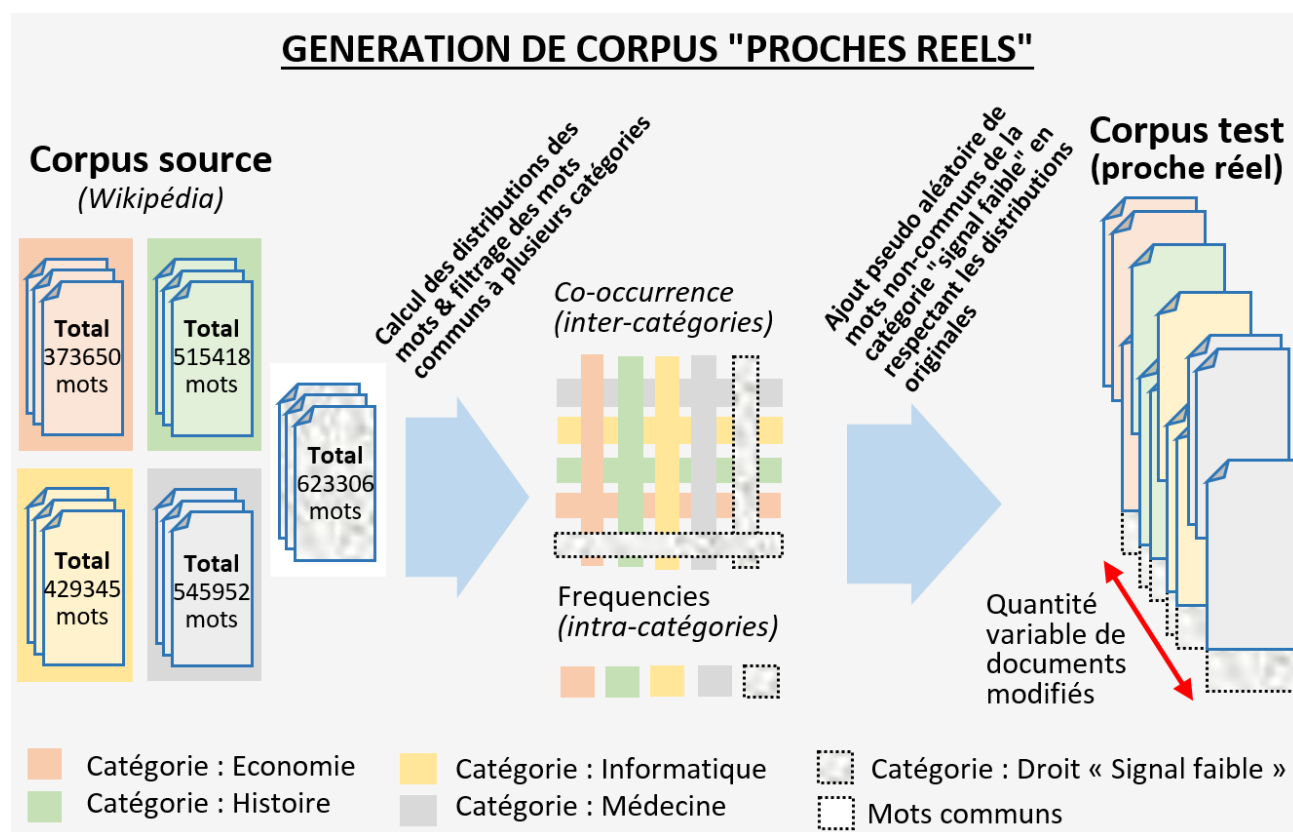 GENERATION DE CORPUS "PROCHES REELS"
Corpus source
(Wikipédia)
Total
373650
mots
Total
515418
mots
Total
429345
mots
Total
545952
mots
Total
623306
mots
Calcul des distributions des
mots & filtrage des mots
communs à plusieurs catégories
Co-occurrence
(inter-catégories)
Frequencies
(intra-catégories)
Ajout pseudo aléatoire de
mots non-communs de la
catégorie "signal faible" en
respectant les distributions
originales
Corpus test
(proche réel)
Quantité
variable de
documents
modifiés
Catégorie : Economie
Catégorie : Histoire
Catégorie : Informatique
Catégorie : Médecine
Catégorie : Droit « Signal faible »
Mots communs